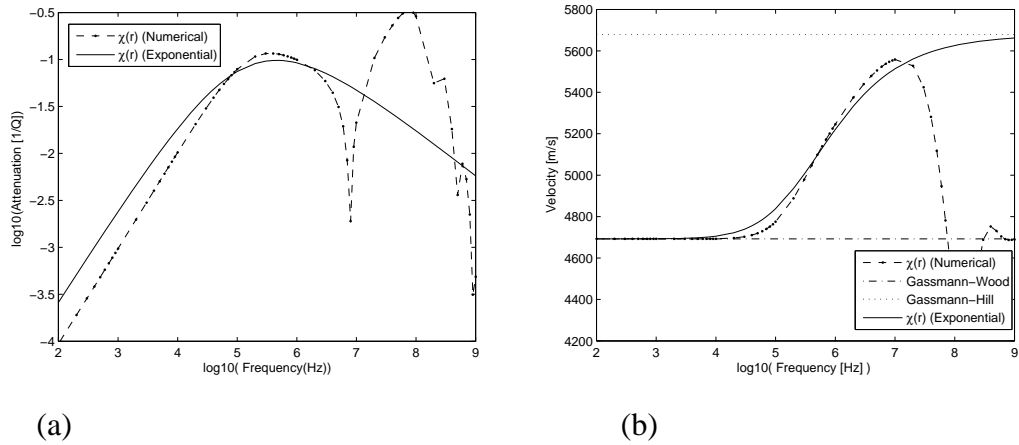 −0.5
−1
−1.5
−2
−2.5
−3
−3.5
−4
log10(Attenuation [1/Q])
χ(r) (Numerical)
χ(r) (Exponential)
2 3 4 5 6 7 8 9
log10( Frequency(Hz))
(a)
5800
5600
5400
5200
5000
4800
4600
4400
4200
Velocity [m/s]
χ(r) (Numerical)
Gassmann−Wood
Gassmann−Hill
χ(r) (Exponential)
2 3 4 5 6 7 8 9
log10( Frequency [Hz] )
(b)